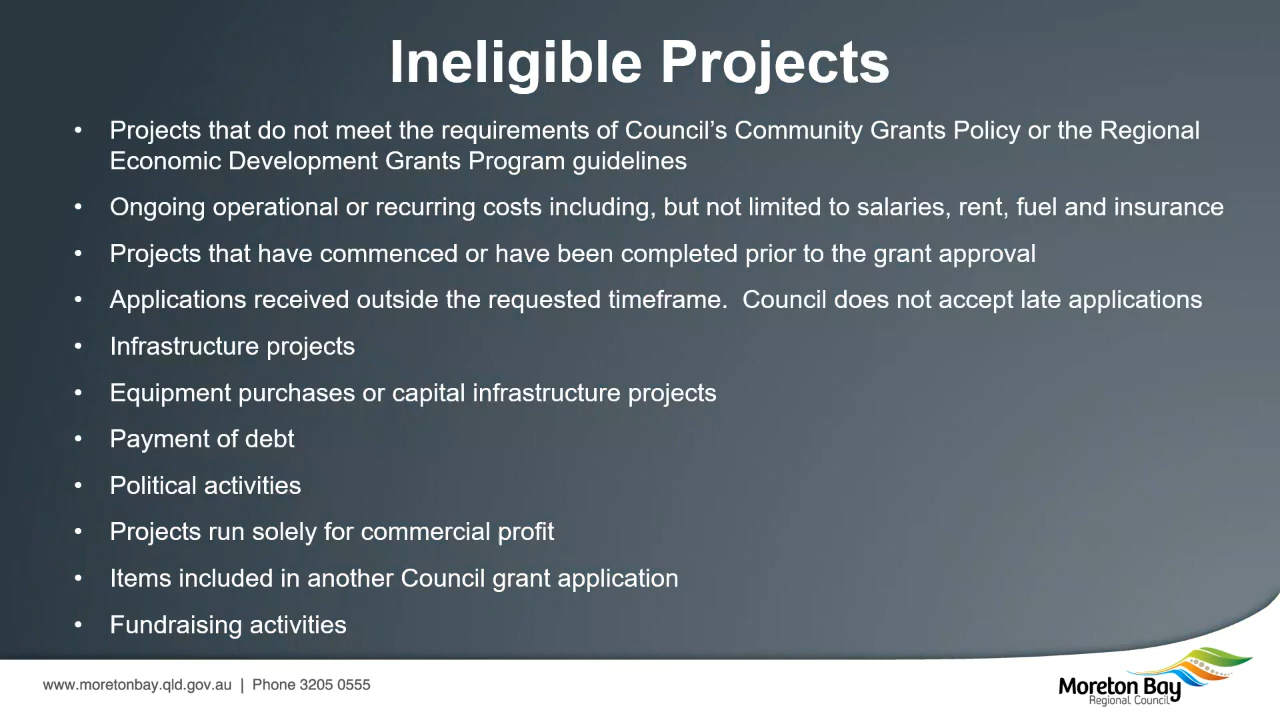 Ineligible Projects
• Projects that do not meet the requirements of Council’s Community Grants Policy or the Regional
Economic Development Grants Program guidelines
• Ongoing operational or recurring costs including, but not limited to salaries, rent, fuel and insurance
• Projects that have commenced or have been completed prior to the grant approval
• Applications received outside the requested timeframe.  Council does not accept late applications
• Infrastructure projects
• Equipment purchases or capital infrastructure projects
• Payment of debt
• Political activities
• Projects run solely for commercial profit
• Items included in another Council grant application
• Fundraising activities
www.moretonbay.qld.gov.au | Phone 3205 0555
Moreton Bay
Regional Council